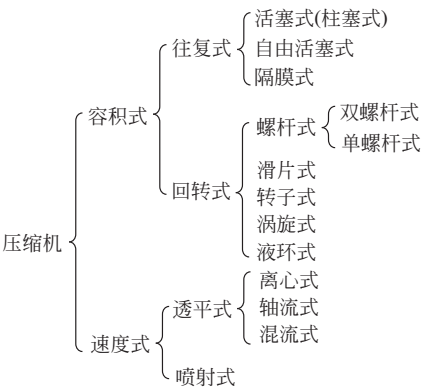 压缩机
容积式
往复式
活塞式(柱塞式)
自由活塞式
隔膜式
回转式
螺杆式
双螺杆式
单螺杆式
滑片式
转子式
涡旋式
液环式
速度式
透平式
离心式
轴流式
混流式
喷射式